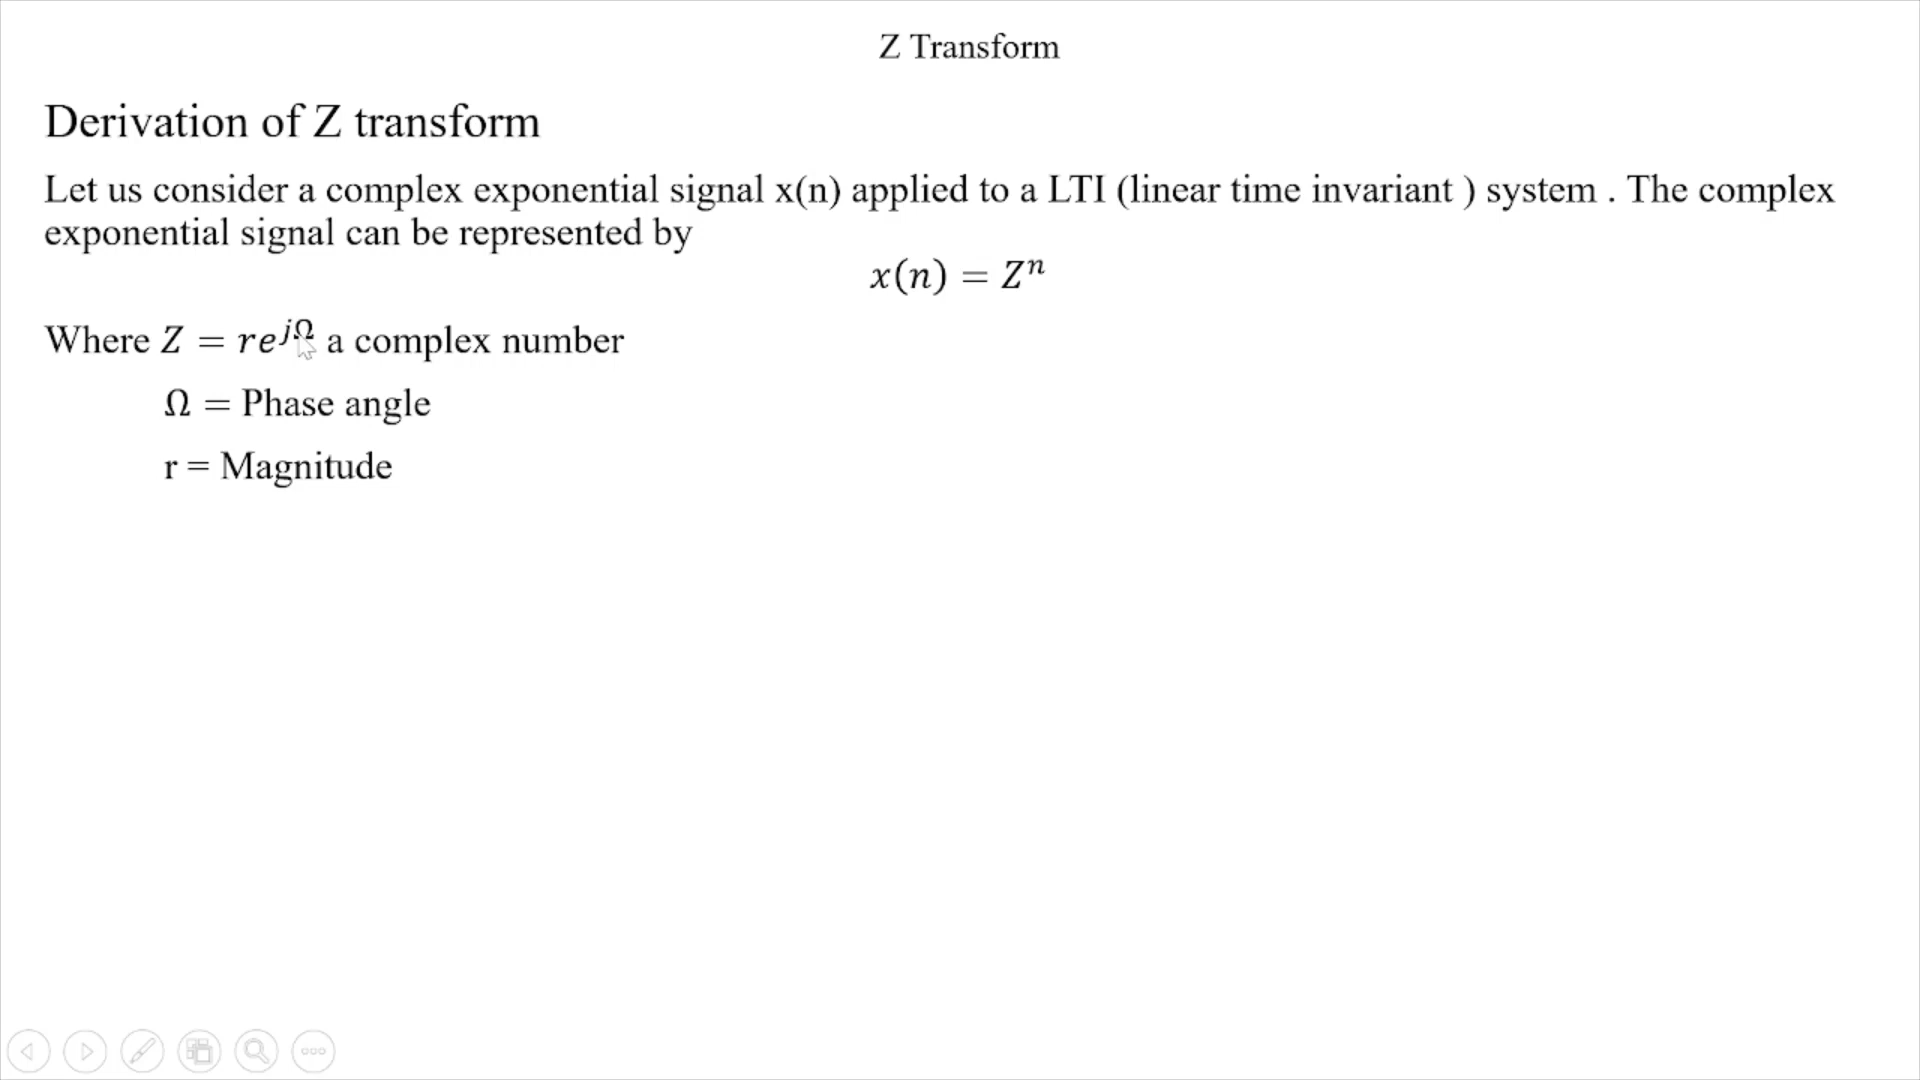 Z Transform
Derivation of Z transform
Let us consider a complex exponential signal x(n) applied to a LTI (linear time invariant ) system . The complex
exponential signal can be represented by
x(n) = Zⁿ
Where Z = re^{jΩ} a complex number
Ω = Phase angle
r = Magnitude